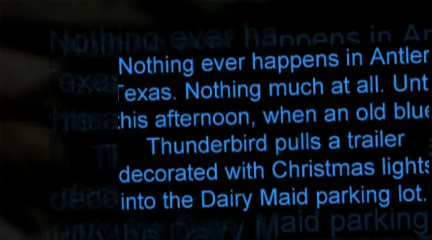 Nothing ever happens in Antler
Texas. Nothing much at all. Unt
this afternoon, when an old blue
Thunderbird pulls a trailer
decorated with Christmas lights
into the Dairy Maid parking lot.